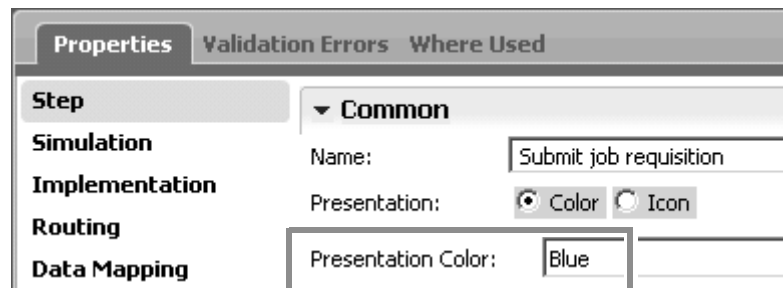 Properties Validation Errors Where Used
Step
Common
Simulation
Name: Submit job requisition
Implementation
Presentation: Color Icon
Routing
Presentation Color: Blue
Data Mapping